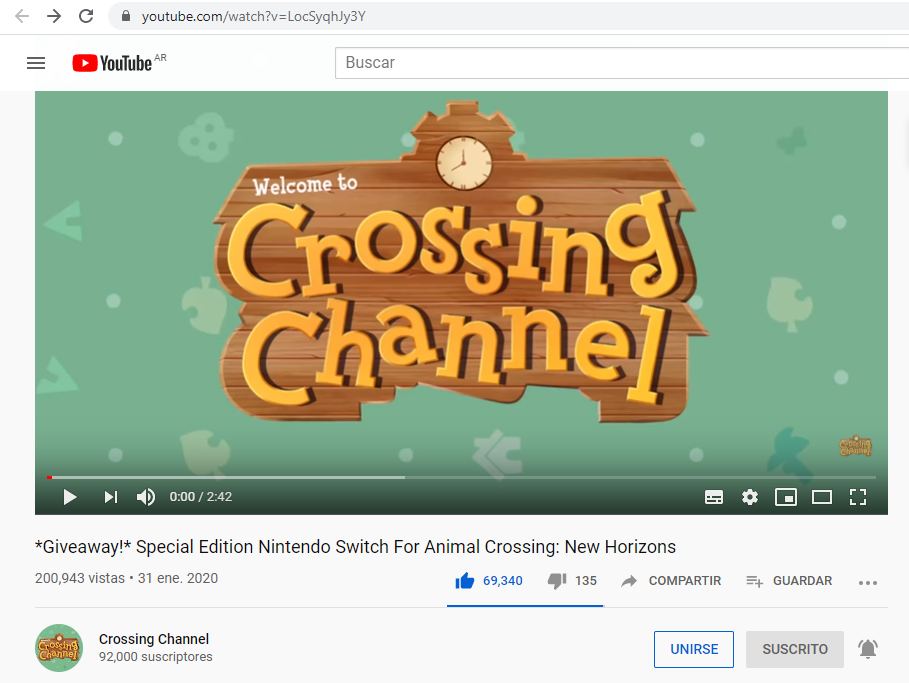 youtube.com/watch?v=LocSyqhJy3Y
YouTube AR
Buscar
Welcome to
Crossing
Channel
Crossing
Channel
0:00 / 2:42
*Giveaway!* Special Edition Nintendo Switch For Animal Crossing: New Horizons
200,943 vistas • 31 ene. 2020
69,340 135 COMPARTIR GUARDAR
Crossing
Channel
Crossing Channel
92,000 suscriptores
UNIRSE SUSCRITO